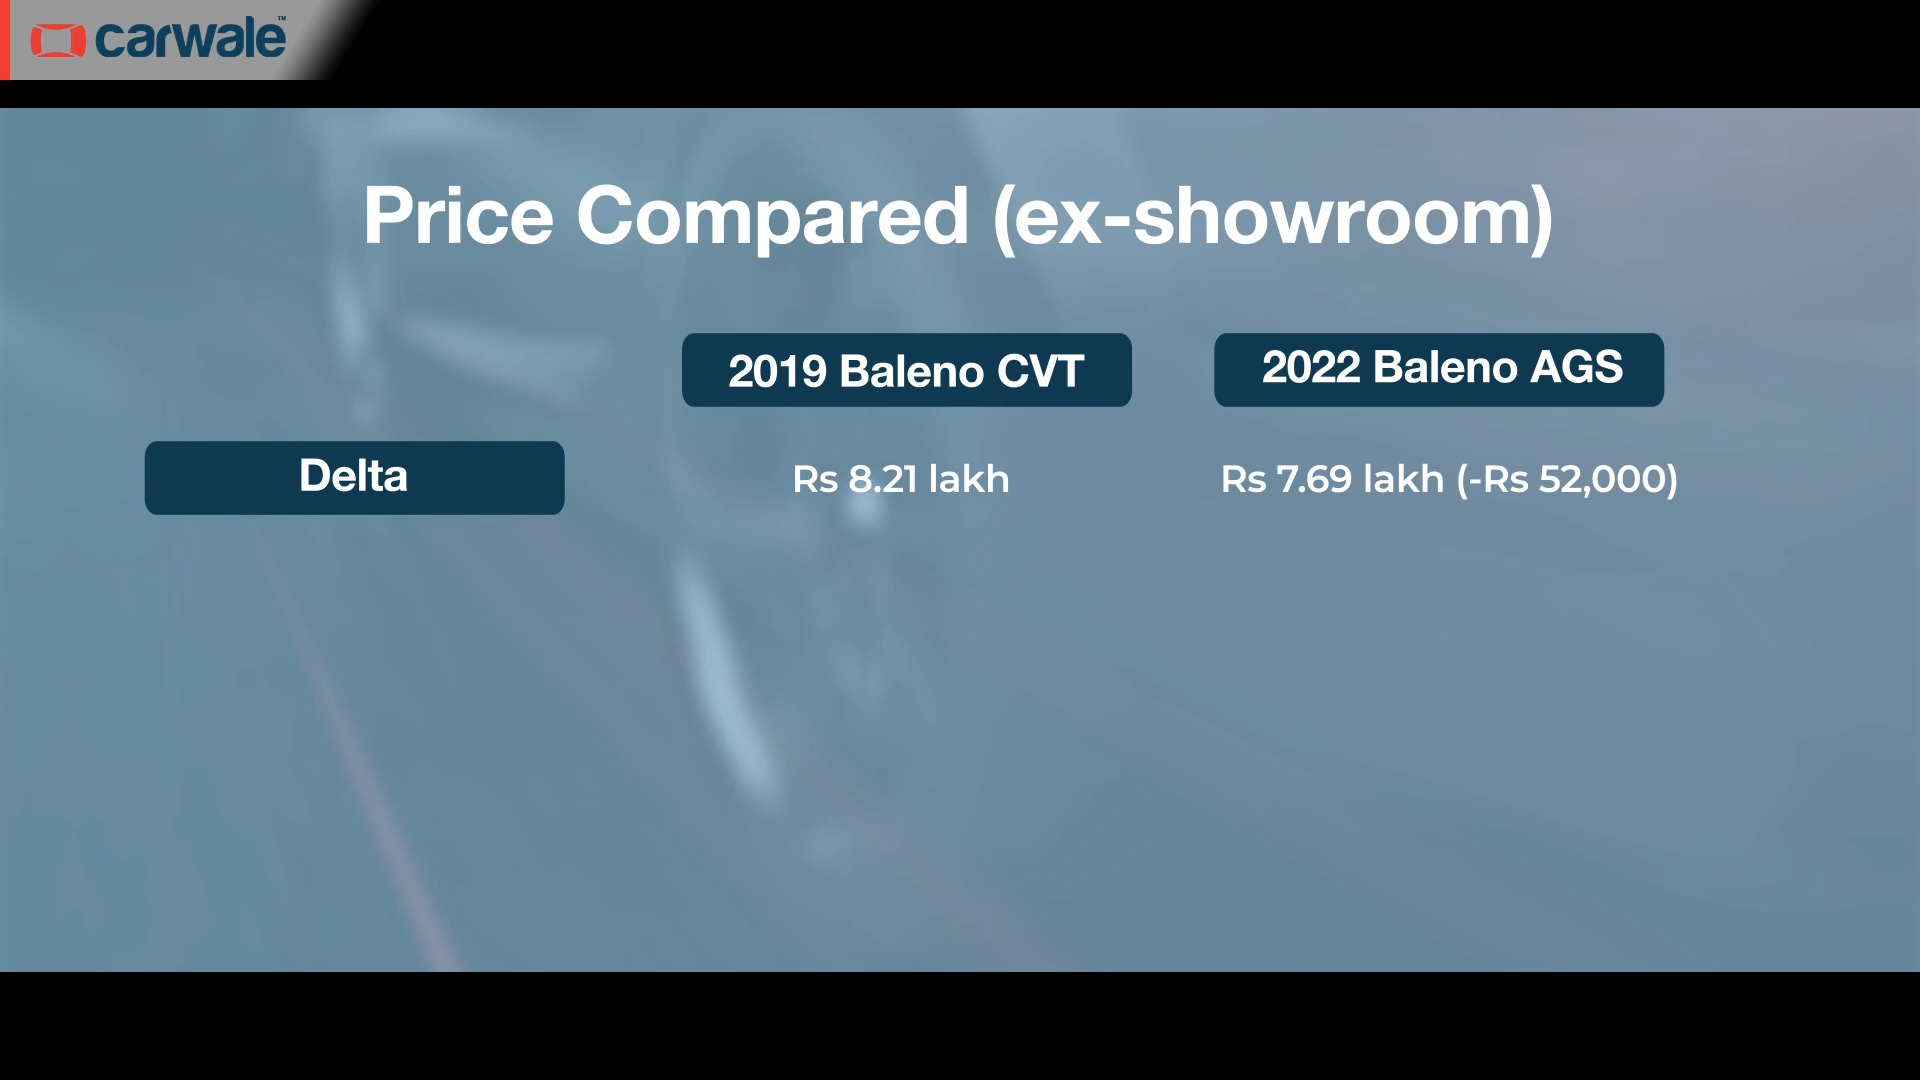 carwale™
Price Compared (ex-showroom)
2019 Baleno CVT
2022 Baleno AGS
Delta
Rs 8.21 lakh
Rs 7.69 lakh (-Rs 52,000)